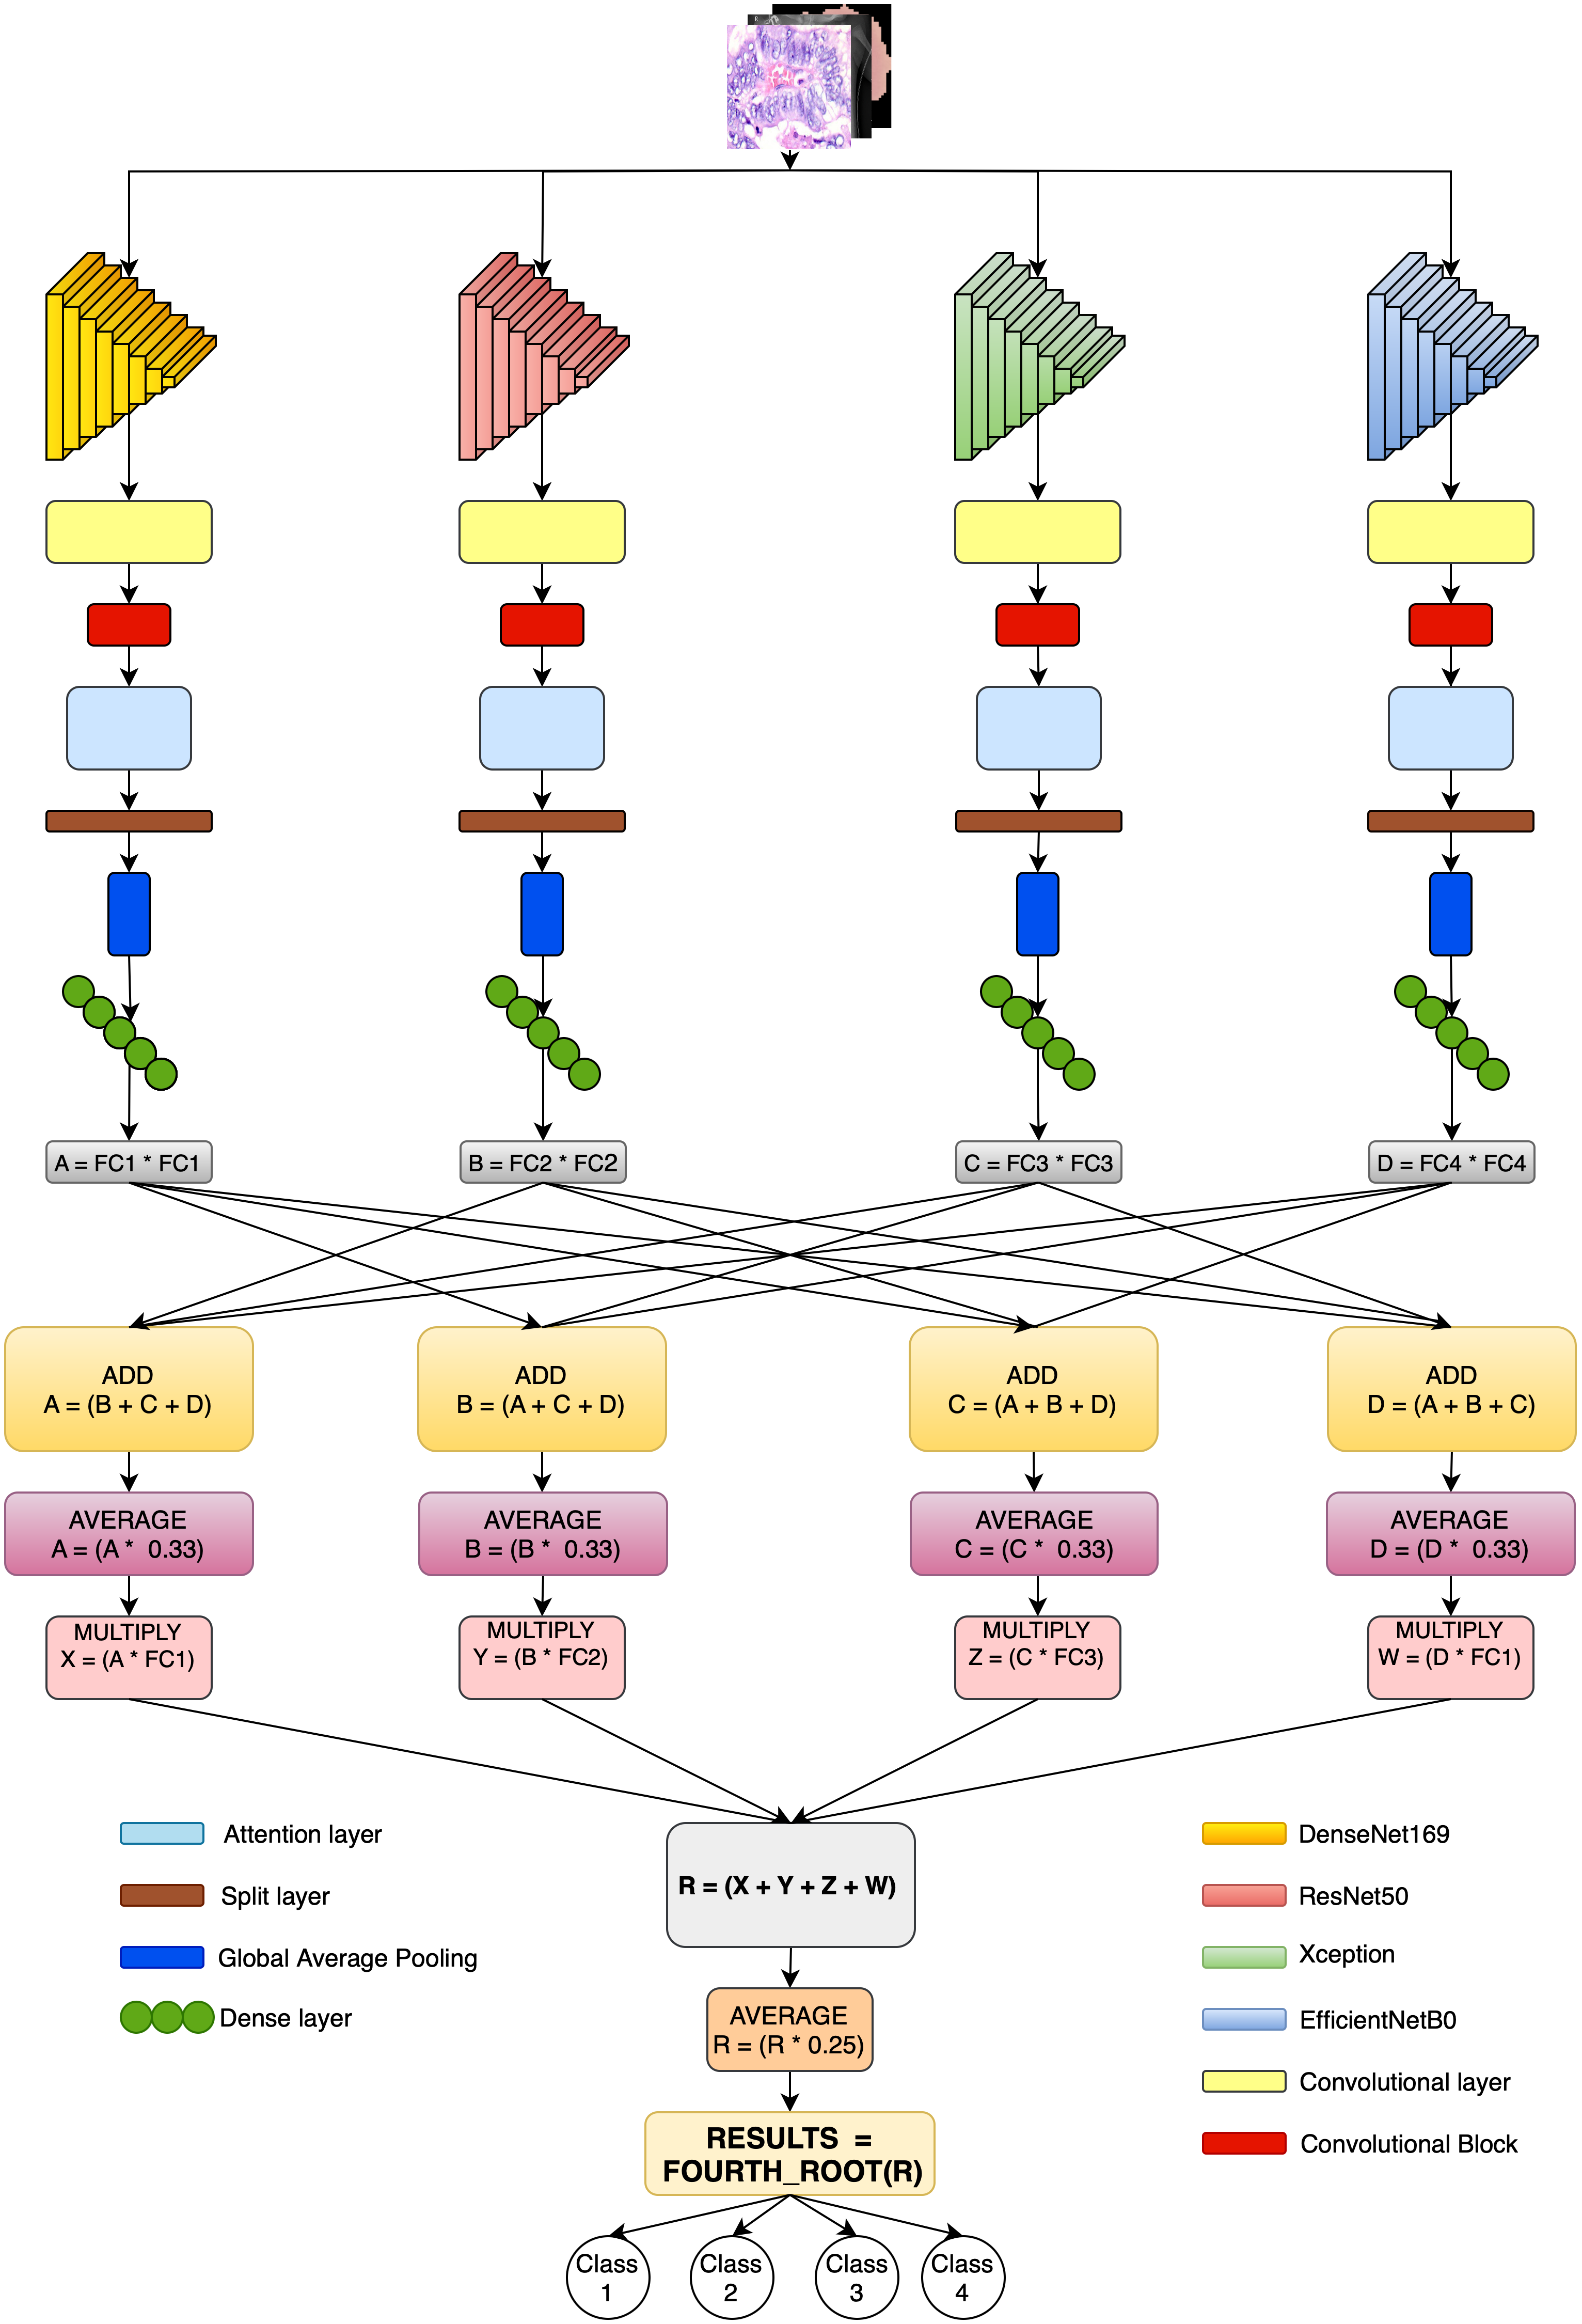 A = FC1 * FC1
B = FC2 * FC2
C = FC3 * FC3
D = FC4 * FC4
ADD
A = (B + C + D)
ADD
B = (A + C + D)
ADD
C = (A + B + D)
ADD
D = (A + B + C)
AVERAGE
A = (A * 0.33)
AVERAGE
B = (B * 0.33)
AVERAGE
C = (C * 0.33)
AVERAGE
D = (D * 0.33)
MULTIPLY
X = (A * FC1)
MULTIPLY
Y = (B * FC2)
MULTIPLY
Z = (C * FC3)
MULTIPLY
W = (D * FC1)
Attention layer
Split layer
Global Average Pooling
Dense layer
R = (X + Y + Z + W)
AVERAGE
R = (R * 0.25)
RESULTS =
FOURTH_ROOT(R)
Class
1
Class
2
Class
3
Class
4
DenseNet169
ResNet50
Xception
EfficientNetB0
Convolutional layer
Convolutional Block